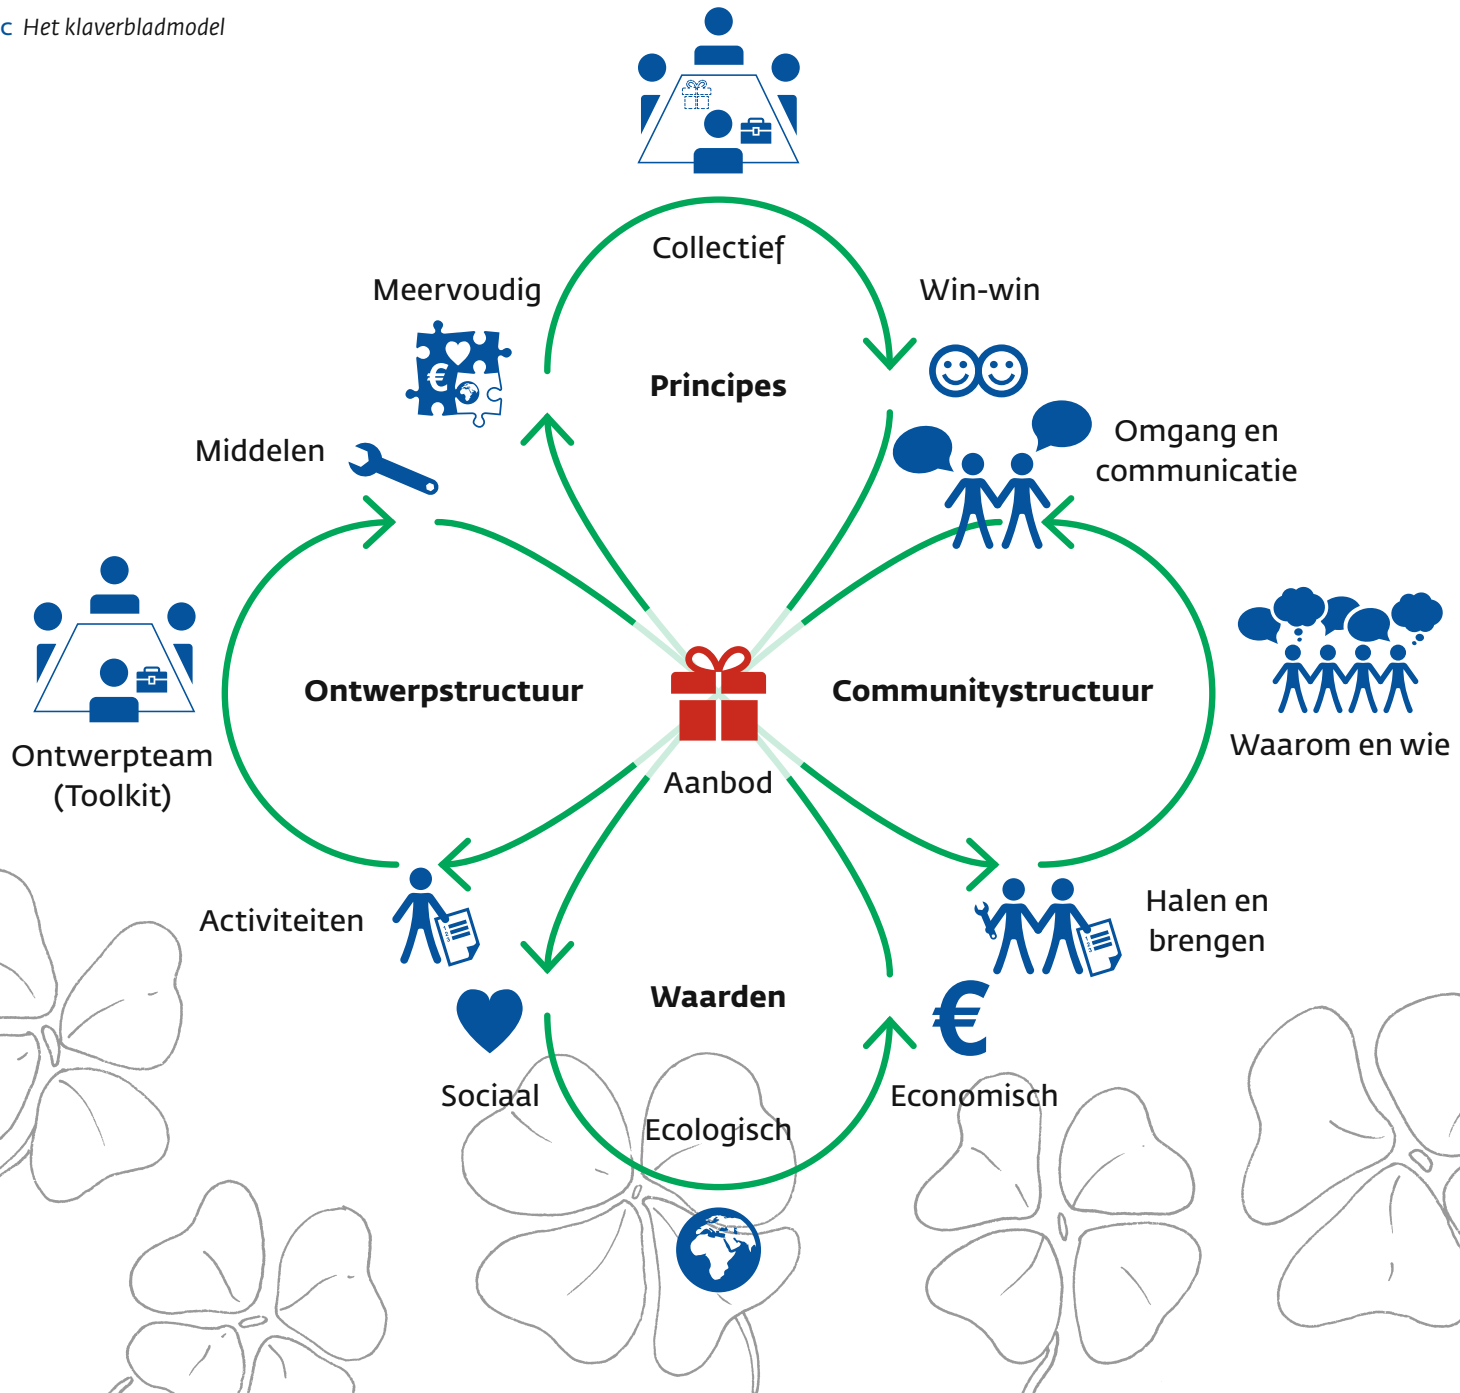 c Het klaverbladmodel
Collectief
Meervoudig
Win-win
Principes
Middelen
Omgang en
communicatie
Ontwerpstructuur
Communitystructuur
Waarom en wie
Ontwerpteam
(Toolkit)
Aanbod
Activiteiten
Halen en
brengen
Waarden
Sociaal
Economisch
Ecologisch